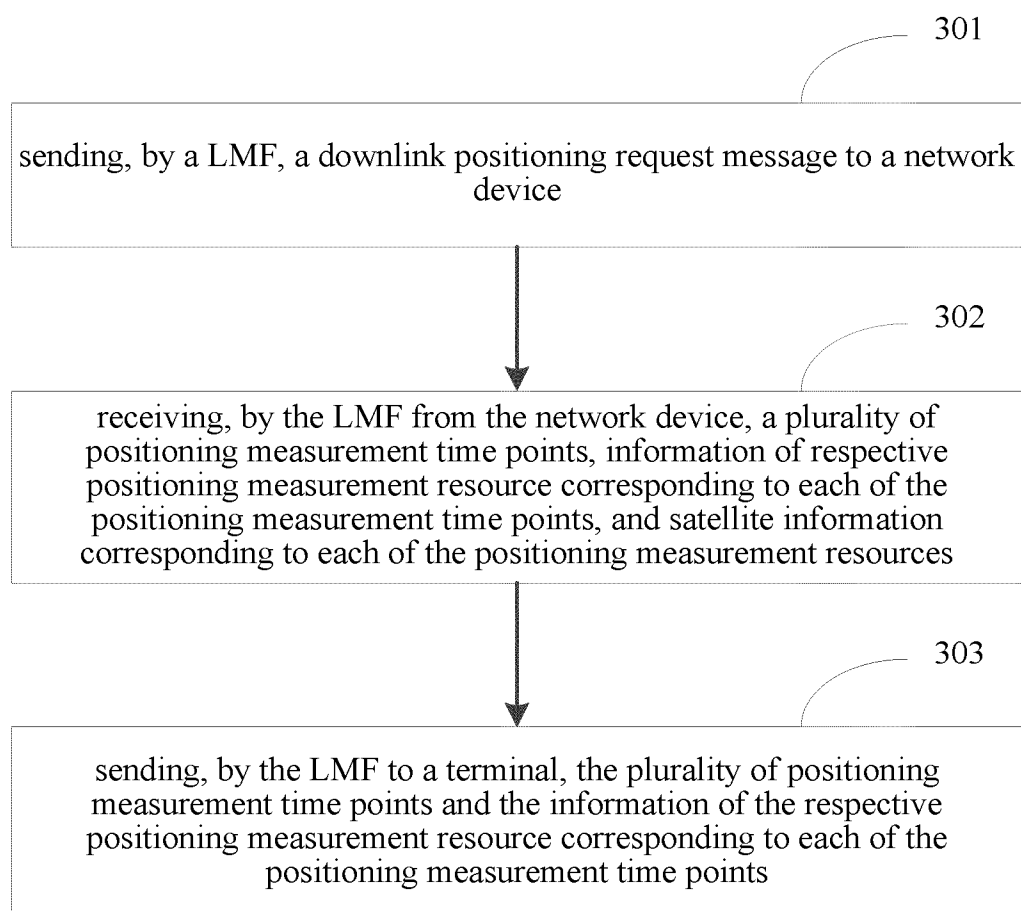 301
sending, by a LMF, a downlink positioning request message to a network
device
302
receiving, by the LMF from the network device, a plurality of
positioning measurement time points, information of respective
positioning measurement resource corresponding to each of the
positioning measurement time points, and satellite information
corresponding to each of the positioning measurement resources
303
sending, by the LMF to a terminal, the plurality of positioning
measurement time points and the information of the respective
positioning measurement resource corresponding to each of the
positioning measurement time points